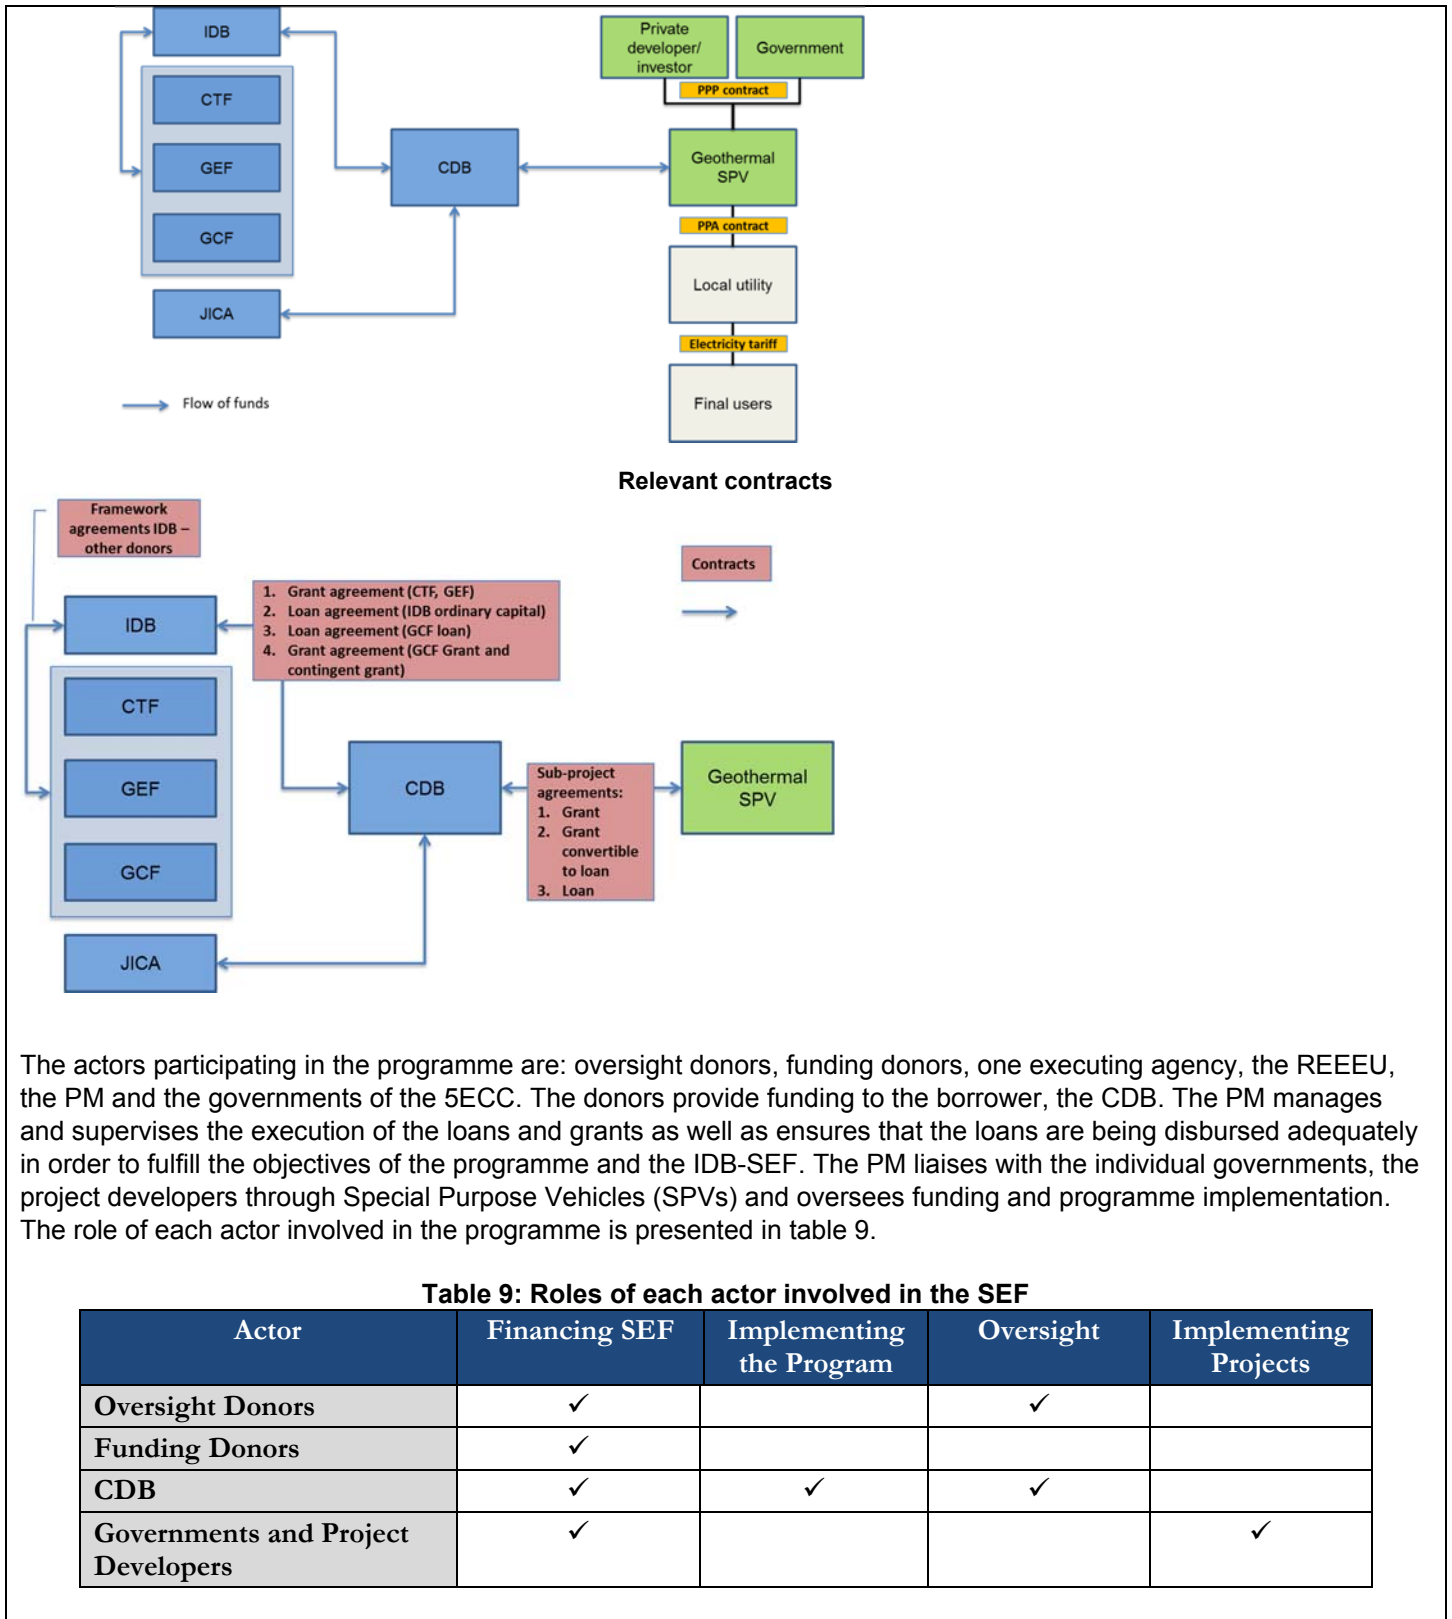 IDB
CTF
GEF
GCF
JICA
CDB
Private
developer/
investor
Government
PPP contract
Geothermal
SPV
PPA contract
Local utility
Electricity tariff
Final users
Flow of funds
Relevant contracts
Framework
agreements IDB –
other donors
1. Grant agreement (CTF, GEF)
2. Loan agreement (IDB ordinary capital)
3. Loan agreement (GCF loan)
4. Grant agreement (GCF Grant and
contingent grant)
Contracts
IDB
CTF
GEF
GCF
JICA
CDB
Sub-project
agreements:
1. Grant
2. Grant
convertible
to loan
3. Loan
Geothermal
SPV
The actors participating in the programme are: oversight donors, funding donors, one executing agency, the REEEU,
the PM and the governments of the 5ECC. The donors provide funding to the borrower, the CDB. The PM manages
and supervises the execution of the loans and grants as well as ensures that the loans are being disbursed adequately
in order to fulfill the objectives of the programme and the IDB-SEF. The PM liaises with the individual governments, the
project developers through Special Purpose Vehicles (SPVs) and oversees funding and programme implementation.
The role of each actor involved in the programme is presented in table 9.
Table 9: Roles of each actor involved in the SEF
Actor Financing SEF Implementing the Program Oversight Implementing Projects
Oversight Donors ✓ ✓
Funding Donors ✓
CDB ✓ ✓ ✓
Governments and Project Developers ✓ ✓